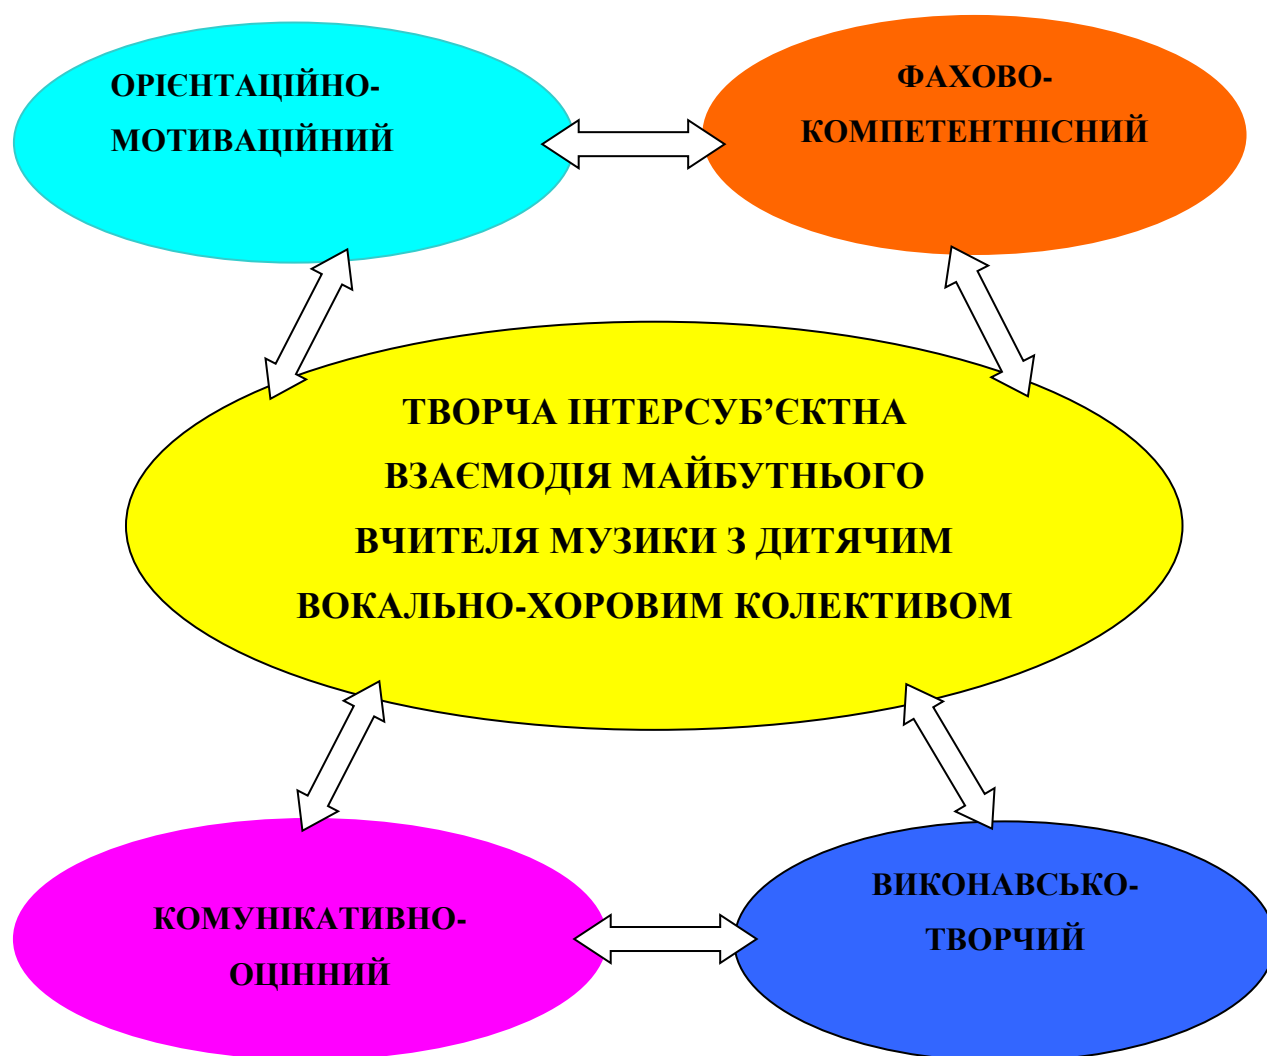 ОРІЄНТАЦІЙНО-
МОТИВАЦІЙНИЙ
ФАХОВО-
КОМПЕТЕНТНІСНИЙ
ТВОРЧА ІНТЕРСУБ’ЄКТНА
ВЗАЄМОДІЯ МАЙБУТНЬОГО
ВЧИТЕЛЯ МУЗИКИ З ДИТЯЧИМ
ВОКАЛЬНО-ХОРОВИМ КОЛЕКТИВОМ
КОМУНІКАТИВНО-
ОЦІННИЙ
ВИКОНАВСЬКО-
ТВОРЧИЙ